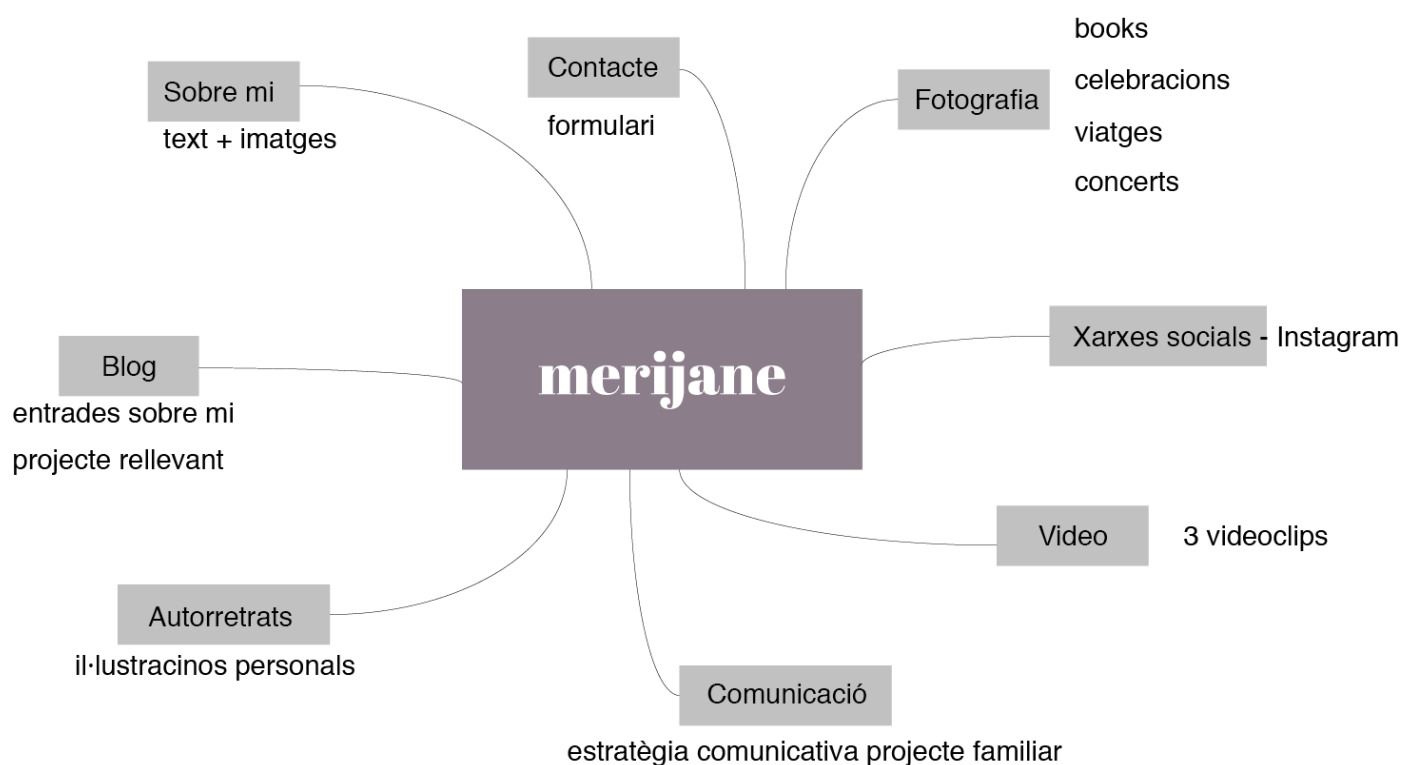 Sobre mi
text + imatges
Contacte
formulari
Fotografia
books
celebracions
viatges
concerts
merijane
Xarxes socials - Instagram
Blog
entrades sobre mi
projecte rellevant
Video
3 videoclips
Autorretrats
il·lustracinos personals
Comunicació
estratègia comunicativa projecte familiar